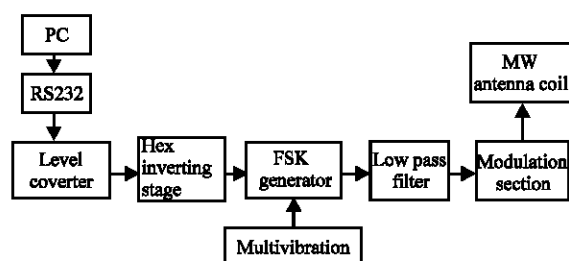 PC
RS232
Level
coverter
Hex
inverting
stage
FSK
generator
Multivibration
Low pass
filter
Modulation
section
MW
antenna coil